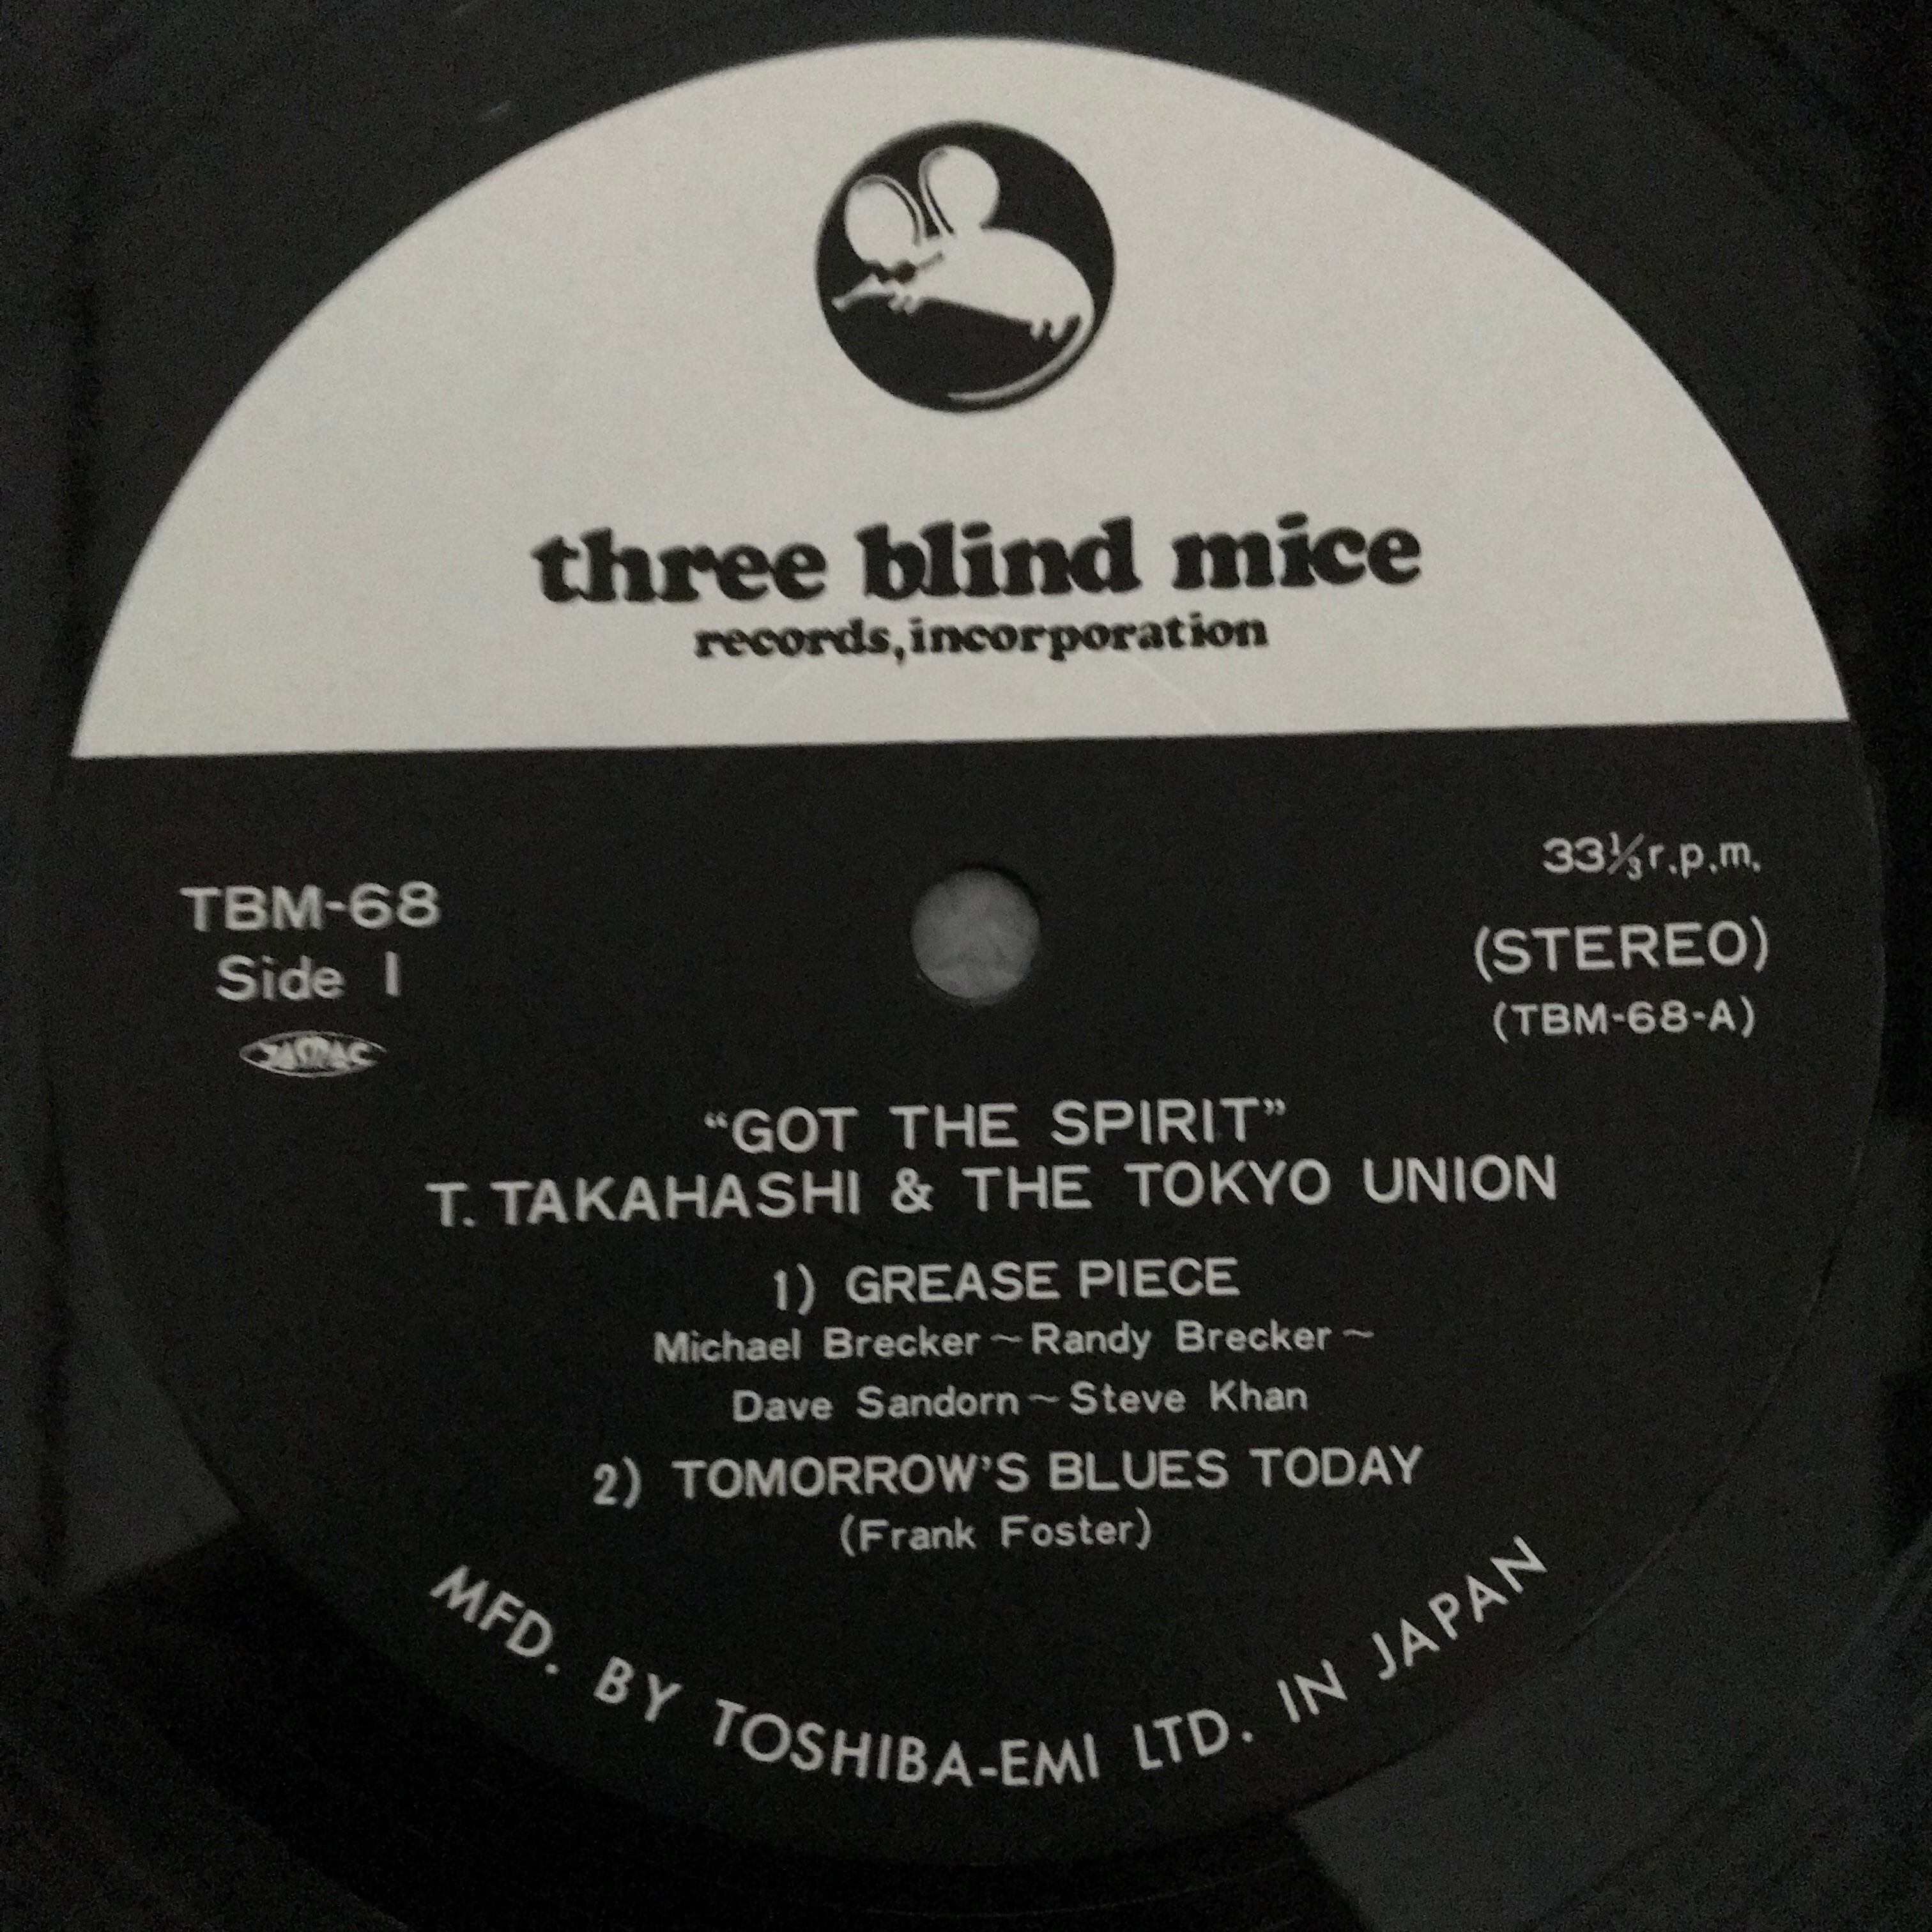 three blind mice
records,incorporation
33⅓r.p.m.
TBM-68
(STEREO)
Side 1
(TBM-68-A)
“GOT THE SPIRIT”
T. TAKAHASHI & THE TOKYO UNION
1) GREASE PIECE
Michael Brecker ~ Randy Brecker ~
Dave Sandorn ~ Steve Khan
2) TOMORROW'S BLUES TODAY
(Frank Foster)
MFD. BY TOSHIBA-EMI LTD. IN JAPAN